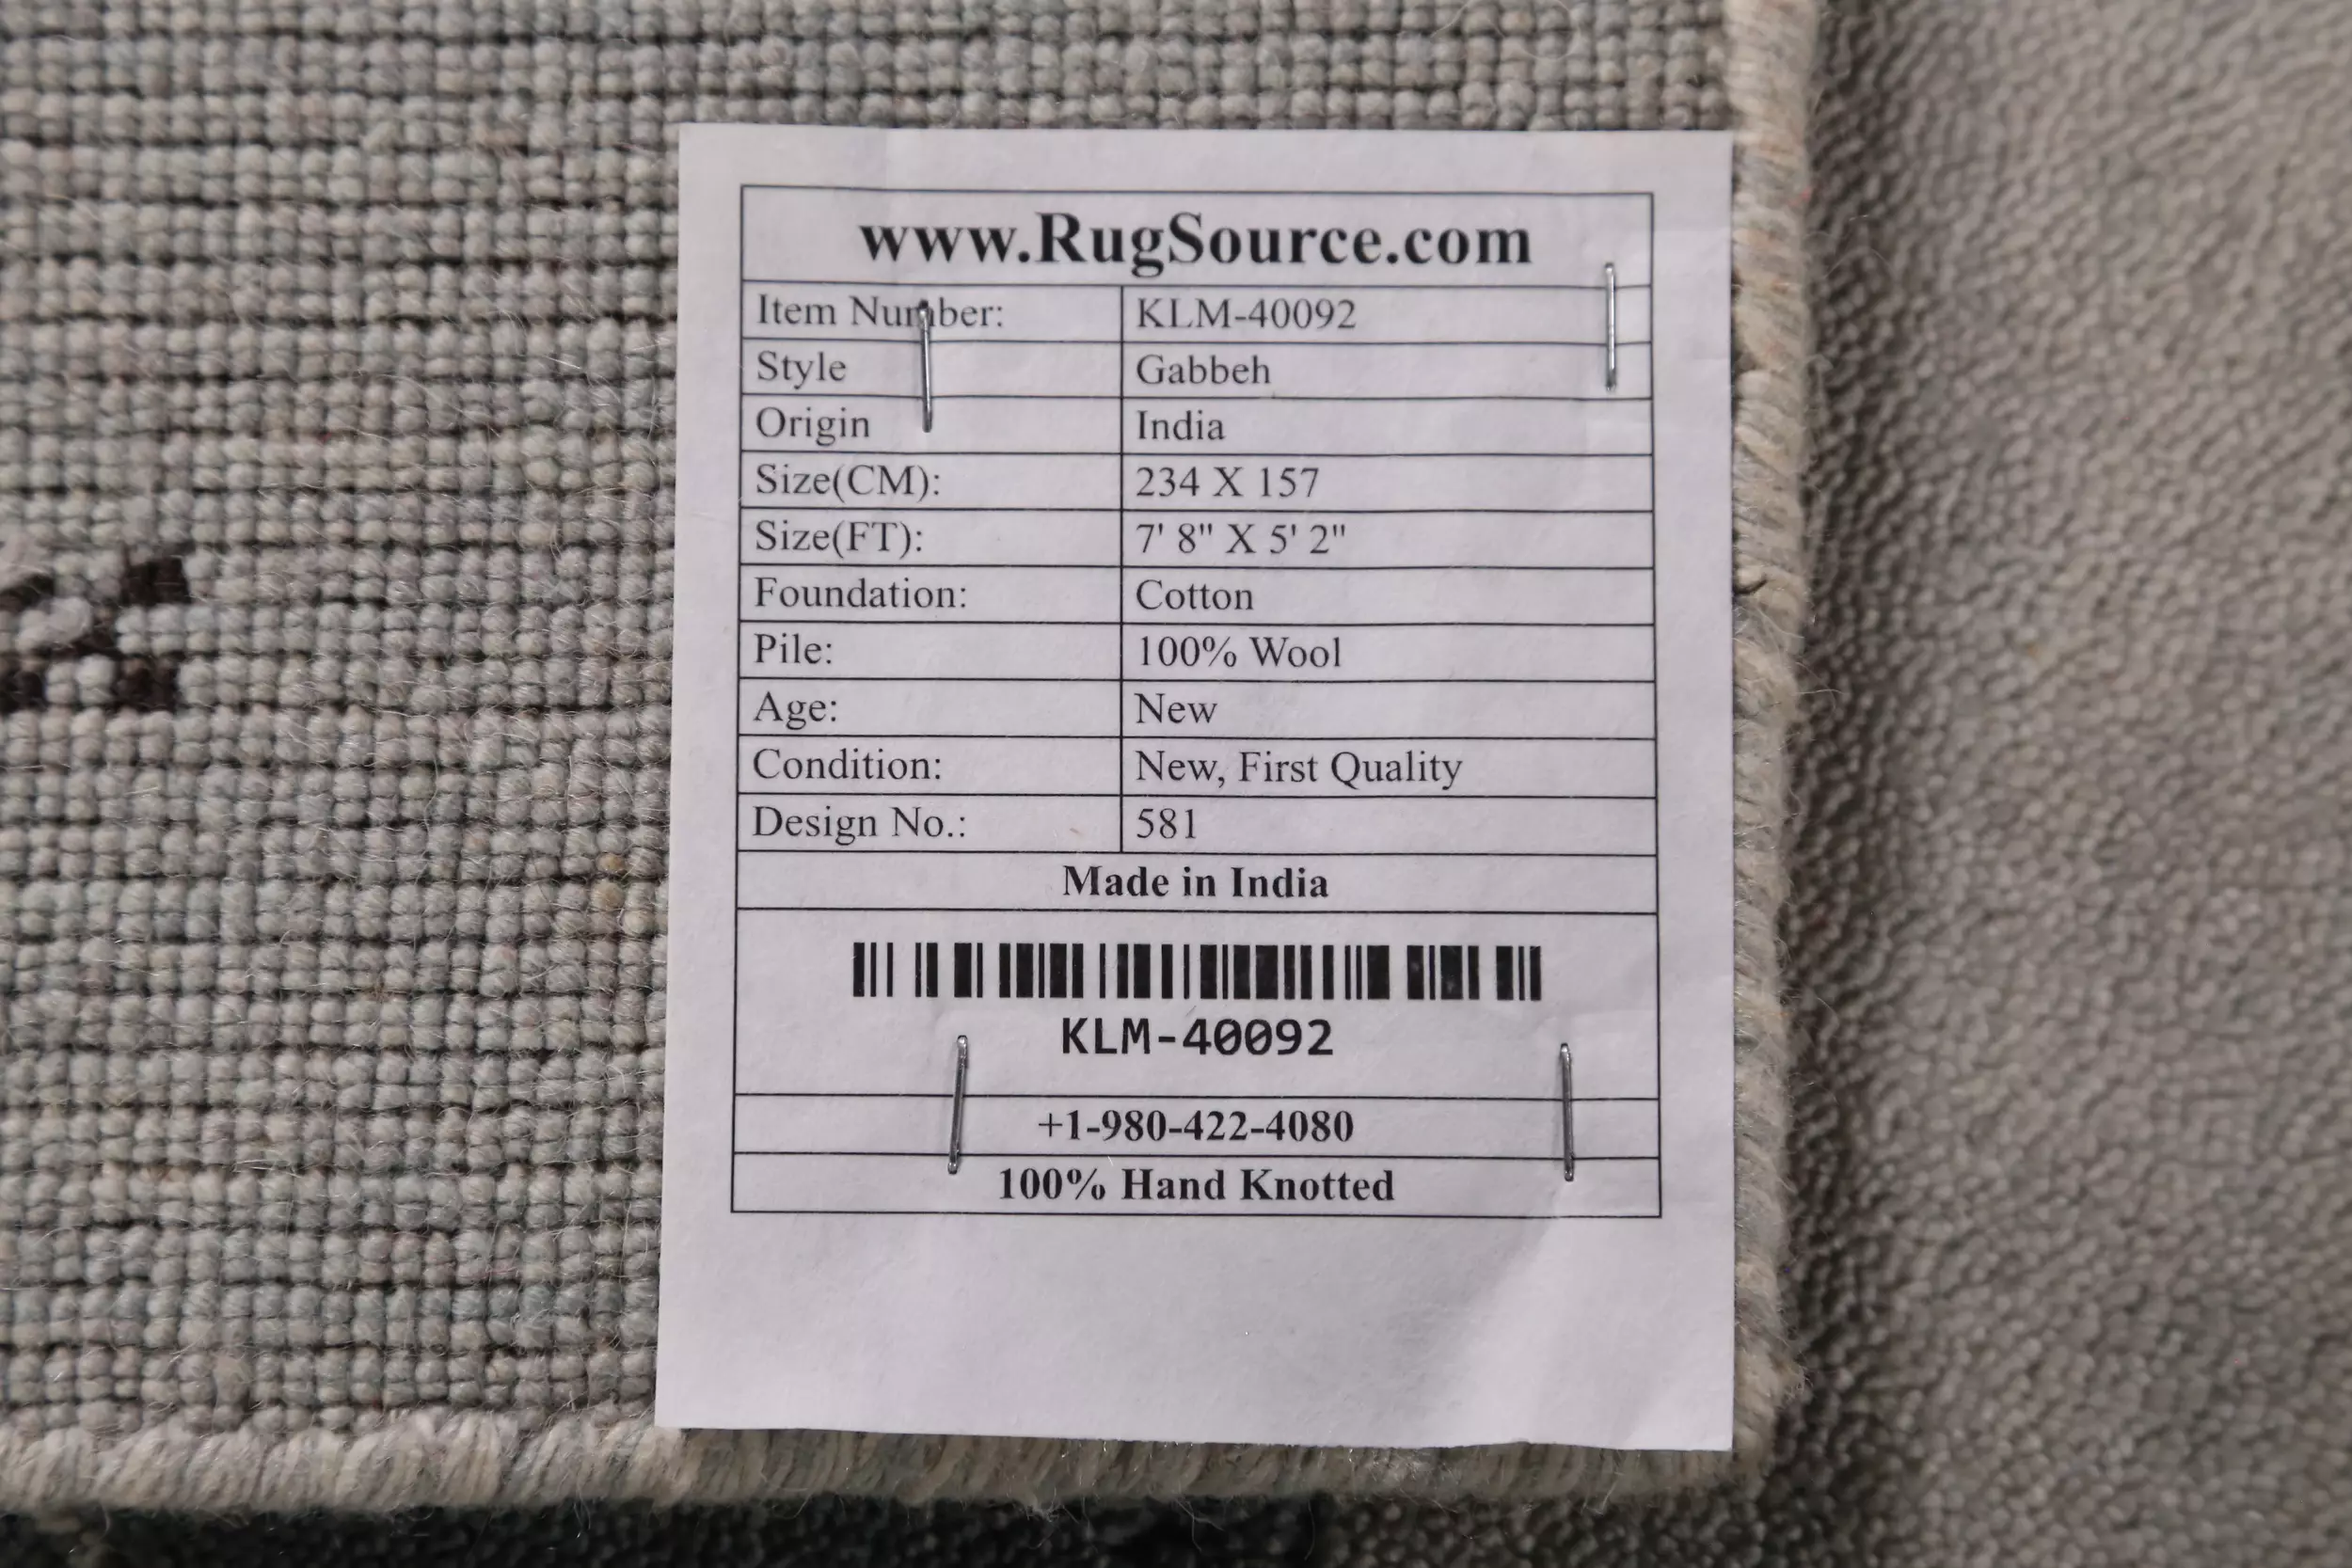 www.RugSource.com
Item Number: KLM-40092
Style Gabbeh
Origin India
Size(CM): 234 X 157
Size(FT): 7' 8" X 5' 2"
Foundation: Cotton
Pile: 100% Wool
Age: New
Condition: New, First Quality
Design No.: 581
Made in India
KLM-40092
+1-980-422-4080
100% Hand Knotted